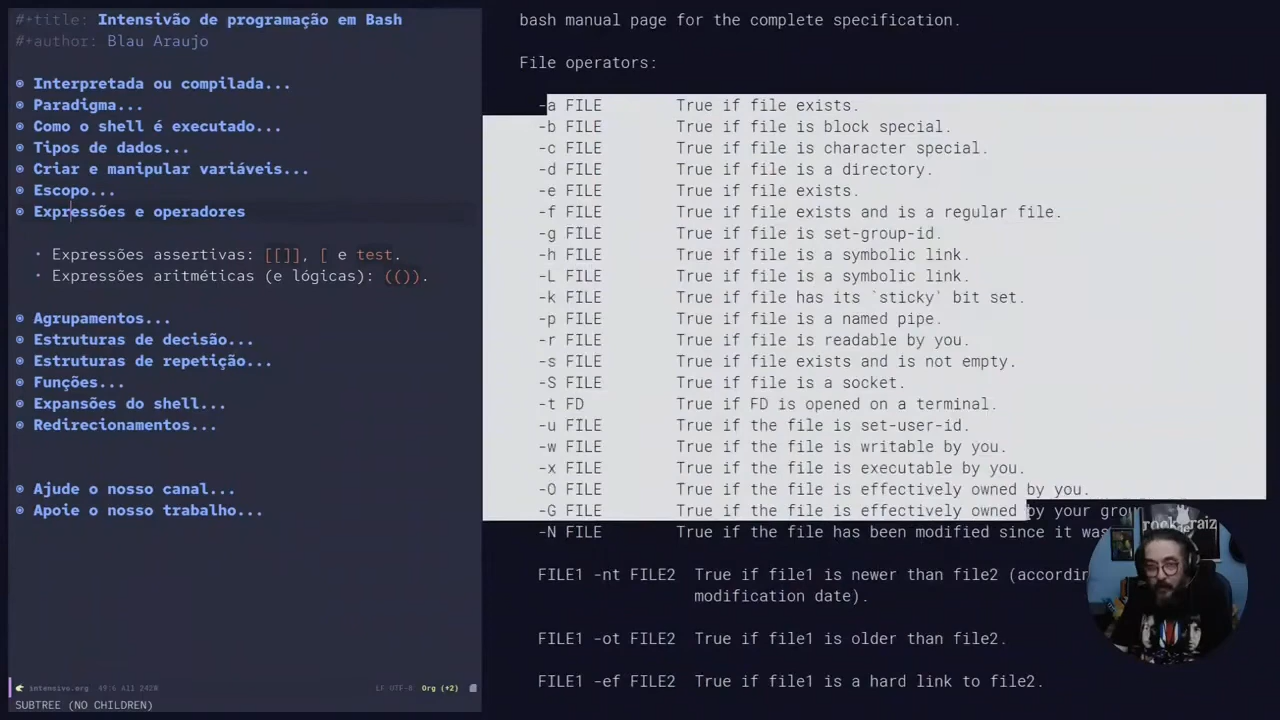 #+title: Intensivão de programação em Bash
#+author: Blau Araujo
Interpretada ou compilada...
Paradigma...
Como o shell é executado...
Tipos de dados...
Criar e manipular variáveis...
Escopo...
Expressões e operadores
• Expressões assertivas: [[]], [ e test.
• Expressões aritméticas (e lógicas): (()).
Agrupamentos...
Estruturas de decisão...
Estruturas de repetição...
Funções...
Expansões do shell...
Redirecionamentos...
Ajude o nosso canal...
Apoie o nosso trabalho...
intensivo.org 49:6 All 2428 LF UTF-8 Org (+2)
SUBTREE (NO CHILDREN)
bash manual page for the complete specification.
File operators:
-a FILE True if file exists.
-b FILE True if file is block special.
-c FILE True if file is character special.
-d FILE True if file is a directory.
-e FILE True if file exists.
-f FILE True if file exists and is a regular file.
-g FILE True if file is set-group-id.
-h FILE True if file is a symbolic link.
-L FILE True if file is a symbolic link.
-k FILE True if file has its `sticky' bit set.
-p FILE True if file is a named pipe.
-r FILE True if file is readable by you.
-s FILE True if file exists and is not empty.
-S FILE True if file is a socket.
-t FD True if FD is opened on a terminal.
-u FILE True if the file is set-user-id.
-w FILE True if the file is writable by you.
-x FILE True if the file is executable by you.
-O FILE True if the file is effectively owned by you.
-G FILE True if the file is effectively owned by your
-N FILE True if the file has been modified since it was
FILE1 -nt FILE2 True if file1 is newer than file2
modification date).
FILE1 -ot FILE2 True if file1 is older than file2.
FILE1 -ef FILE2 True if file1 is a hard link to file2.